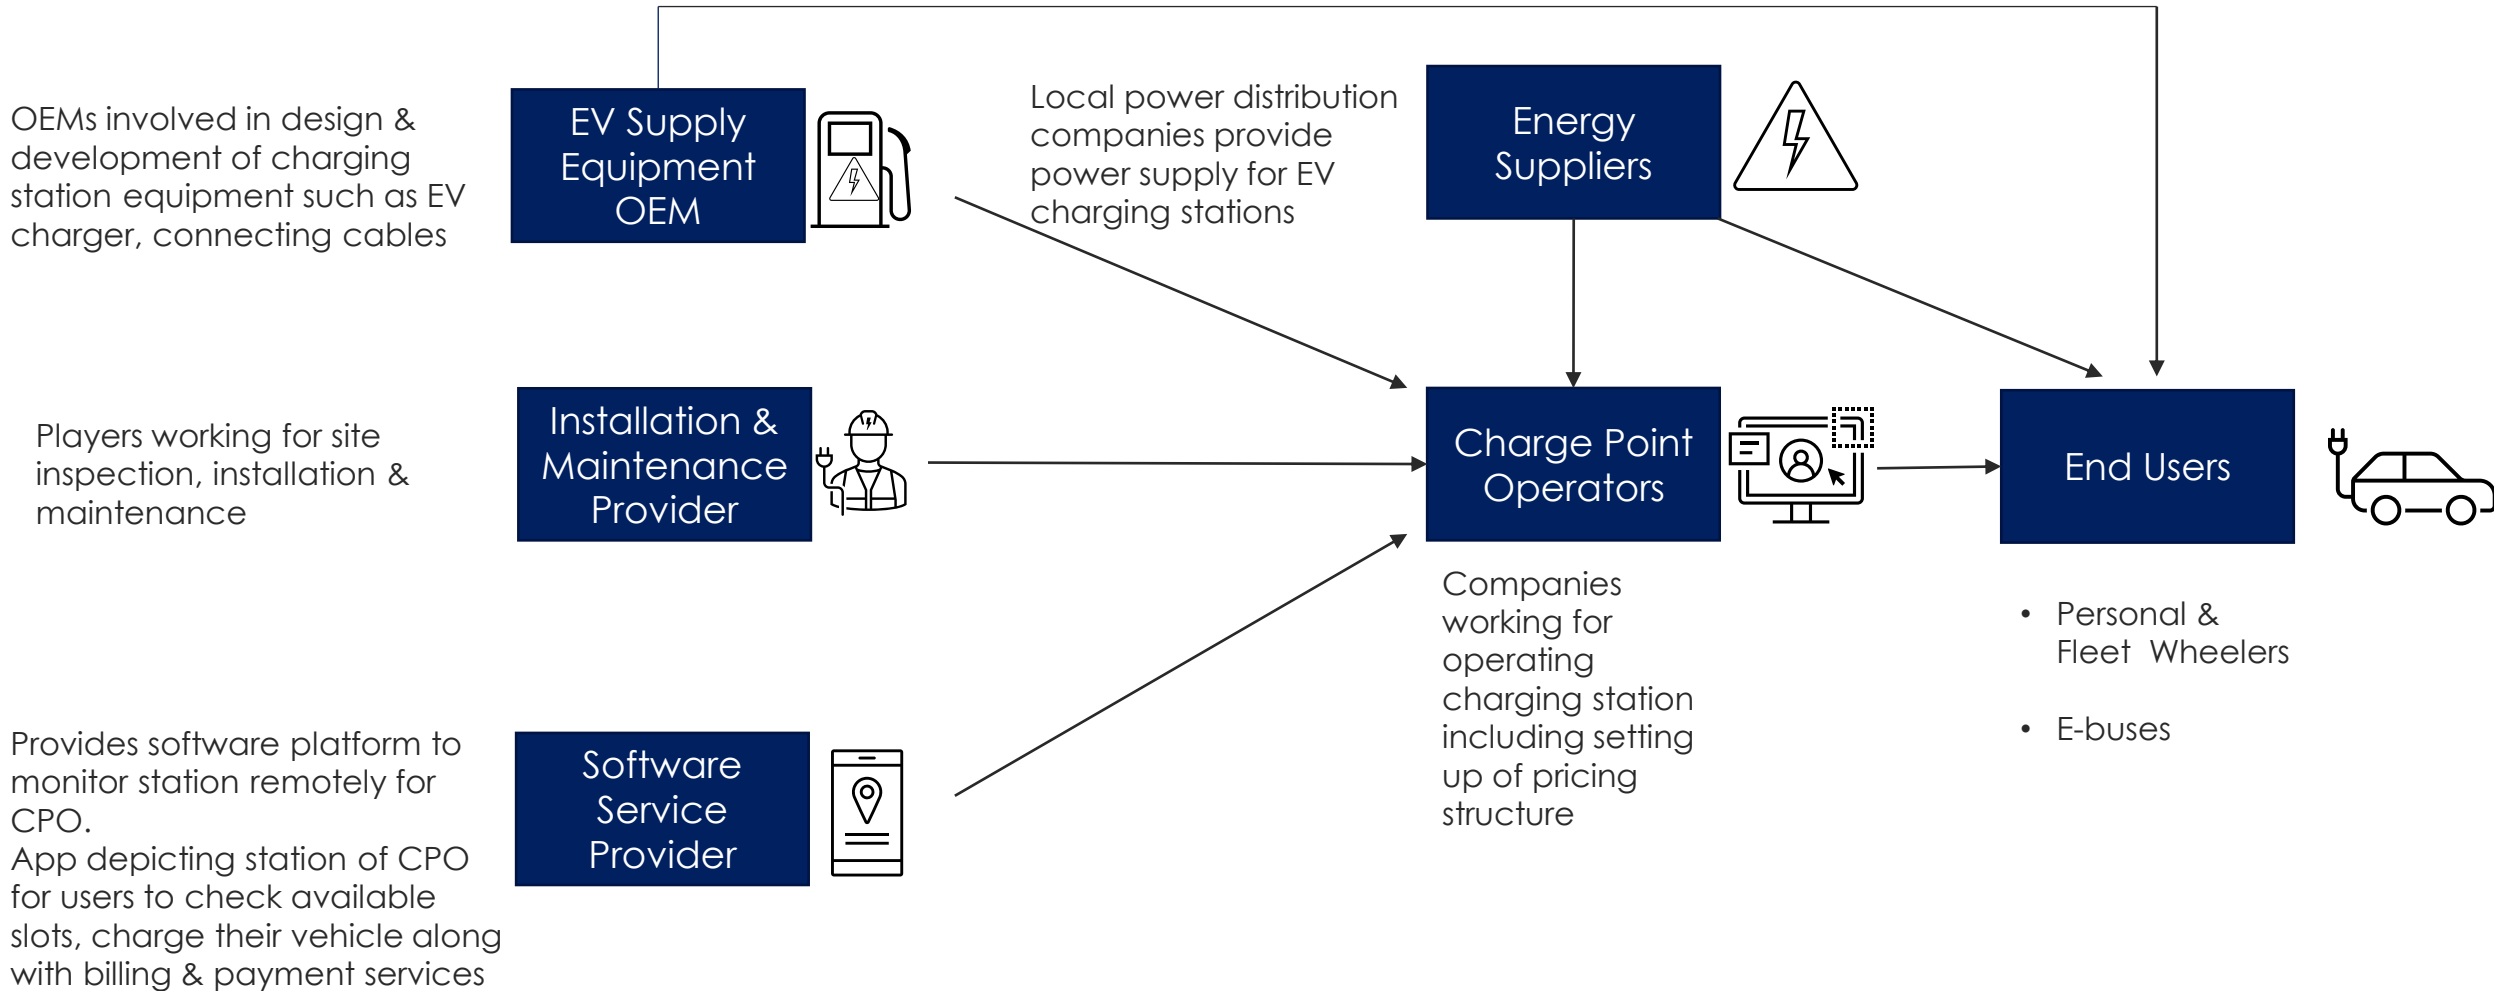 OEMs involved in design &
development of charging
station equipment such as EV
charger, connecting cables
EV Supply
Equipment
OEM
Local power distribution
companies provide
power supply for EV
charging stations
Energy
Suppliers
Players working for site
inspection, installation &
maintenance
Installation &
Maintenance
Provider
Charge Point
Operators
End Users
Companies
working for
operating
charging station
including setting
up of pricing
structure
• Personal &
Fleet Wheelers
• E-buses
Provides software platform to
monitor station remotely for
CPO.
App depicting station of CPO
for users to check available
slots, charge their vehicle along
with billing & payment services
Software
Service
Provider